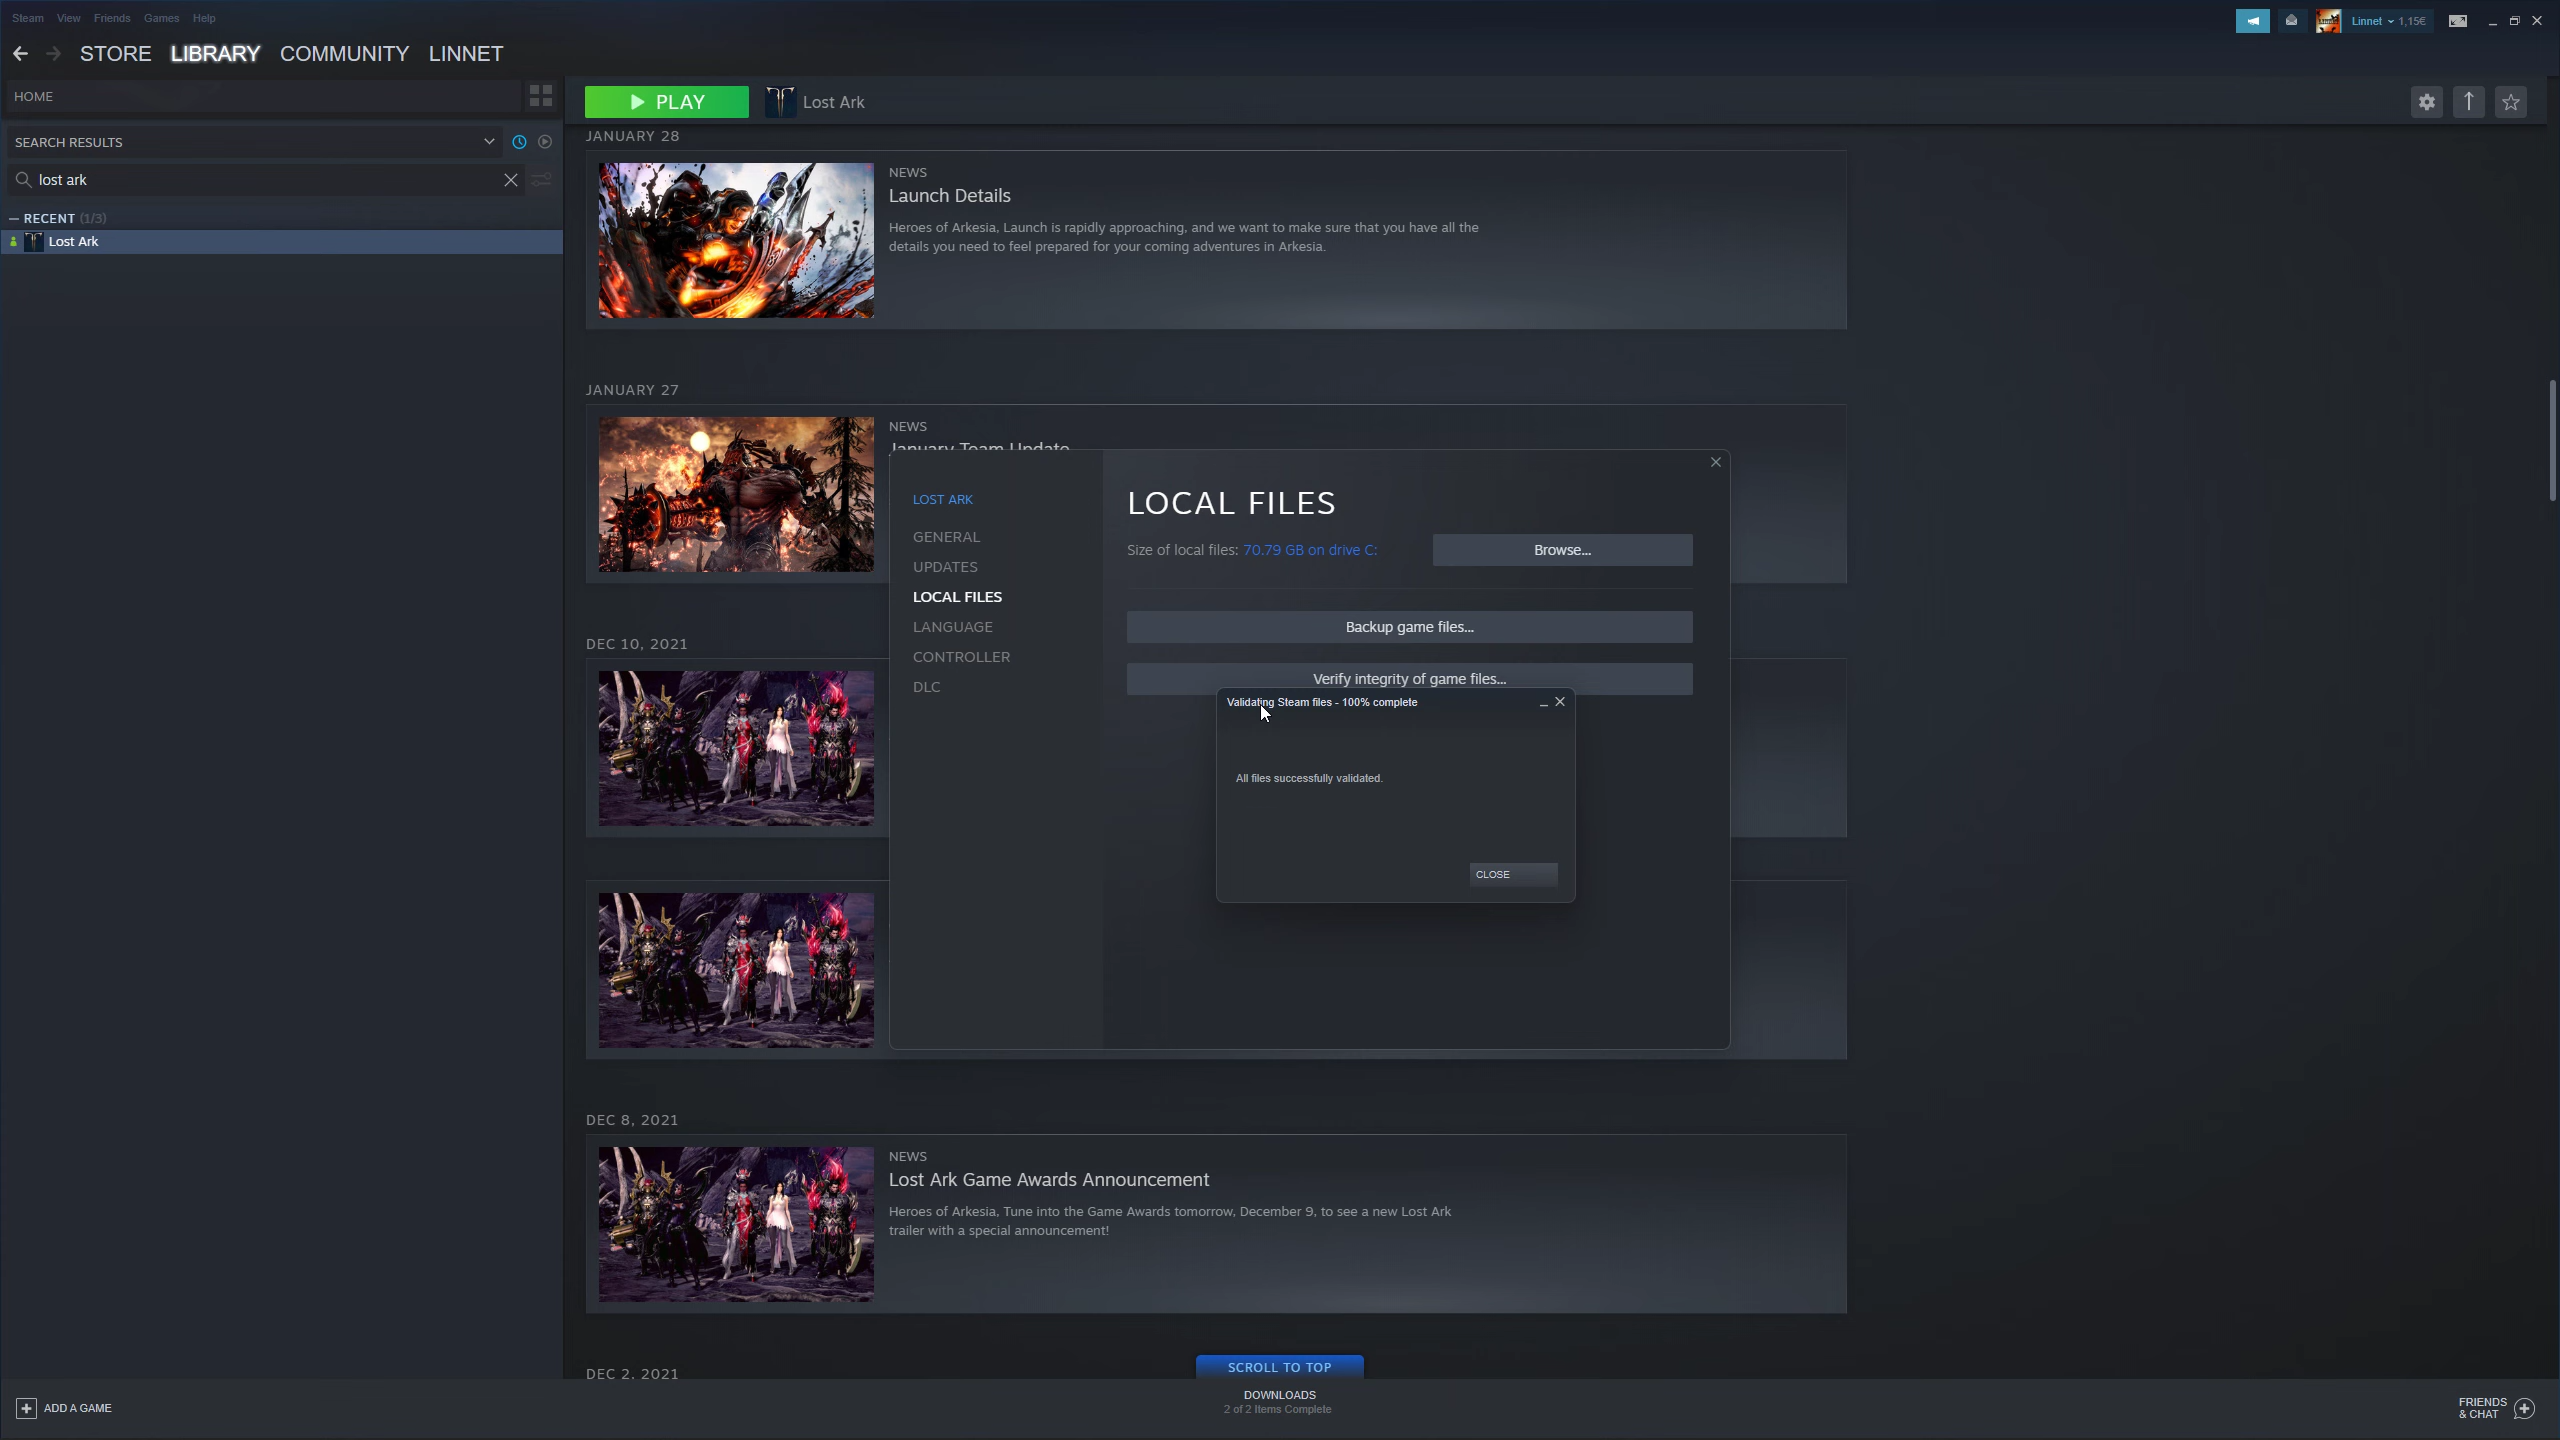 Steam View Friends Games Help
Linnet 1,15€
STORE LIBRARY COMMUNITY LINNET
HOME
PLAY
Lost Ark
SEARCH RESULTS
lost ark
RECENT (1/3)
Lost Ark
JANUARY 28
NEWS
Launch Details
Heroes of Arkesia, Launch is rapidly approaching, and we want to make sure that you have all the
details you need to feel prepared for your coming adventures in Arkesia.
JANUARY 27
NEWS
January Team Update
LOST ARK
GENERAL
UPDATES
LOCAL FILES
LANGUAGE
CONTROLLER
DLC
LOCAL FILES
Size of local files: 70.79 GB on drive C:
Browse...
Backup game files...
Verify integrity of game files...
Validating Steam files - 100% complete
All files successfully validated.
CLOSE
DEC 10, 2021
DEC 8, 2021
NEWS
Lost Ark Game Awards Announcement
Heroes of Arkesia, Tune into the Game Awards tomorrow, December 9, to see a new Lost Ark
trailer with a special announcement!
DEC 2, 2021
SCROLL TO TOP
ADD A GAME
DOWNLOADS
2 of 2 Items Complete
FRIENDS
& CHAT